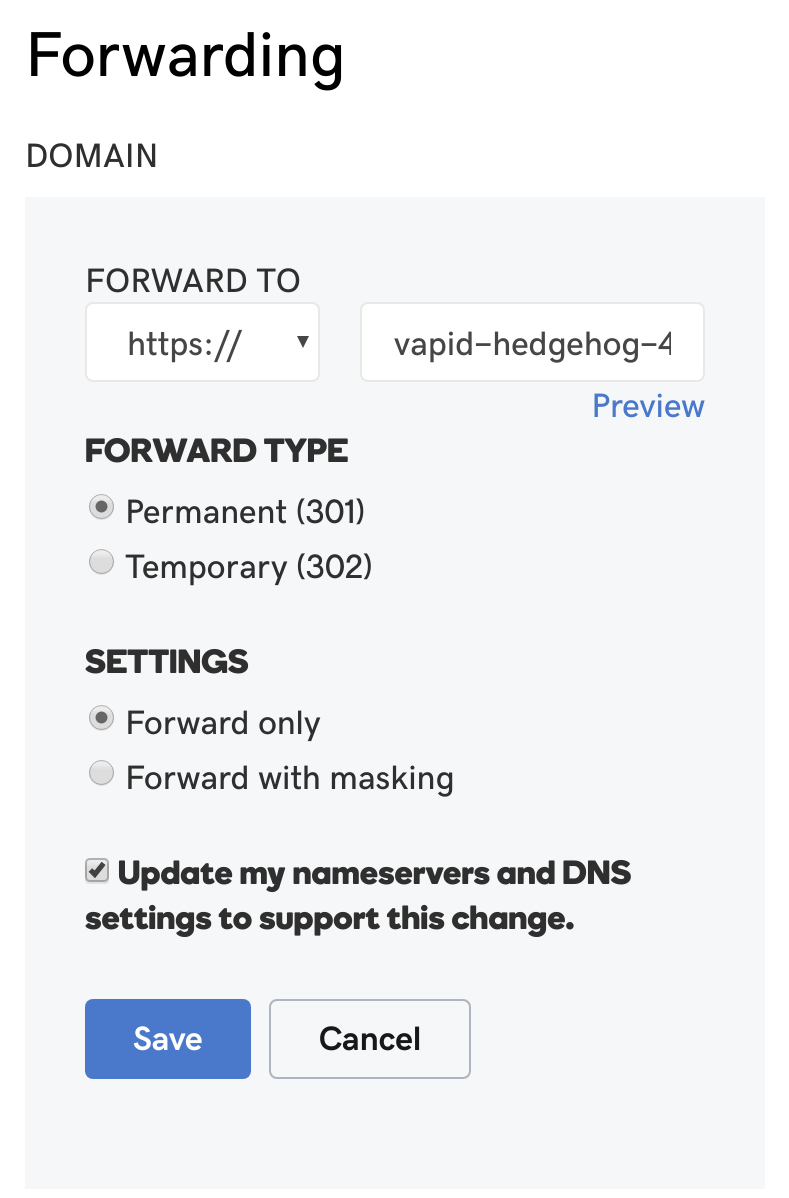 Forwarding
DOMAIN
FORWARD TO
https://
vapid-hedgehog-4
Preview
FORWARD TYPE
Permanent (301)
Temporary (302)
SETTINGS
Forward only
Forward with masking
Update my nameservers and DNS
settings to support this change.
Save
Cancel